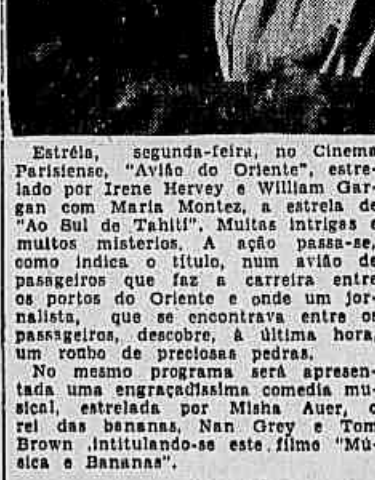 Estréla, segunda-feira, no Cinema
Parisiense, "Avião do Oriente", estre-
lado por Irene Hervey e William Gar-
gan com Maria Montez, a estrela de
"Ao Sul de Tahiti". Muitas intrigas e
muitos misterios. A ação passa-se,
como indica o título, num avião de
passgeiros que faz a carreira entre
os portos do Oriente e onde um jor-
nalista, que se encontrava entre os
passageiros, descobre, á última hora,
um roubo de preciosas pedras.
No mesmo programa será apresen-
tada uma engraçadíssima comedia mu-
sical, estrelada por Misha Auer, o
rei das bananas, Nan Grey e Tom
Brown ,intitulando-se este filme "Mú-
sica e Bananas".